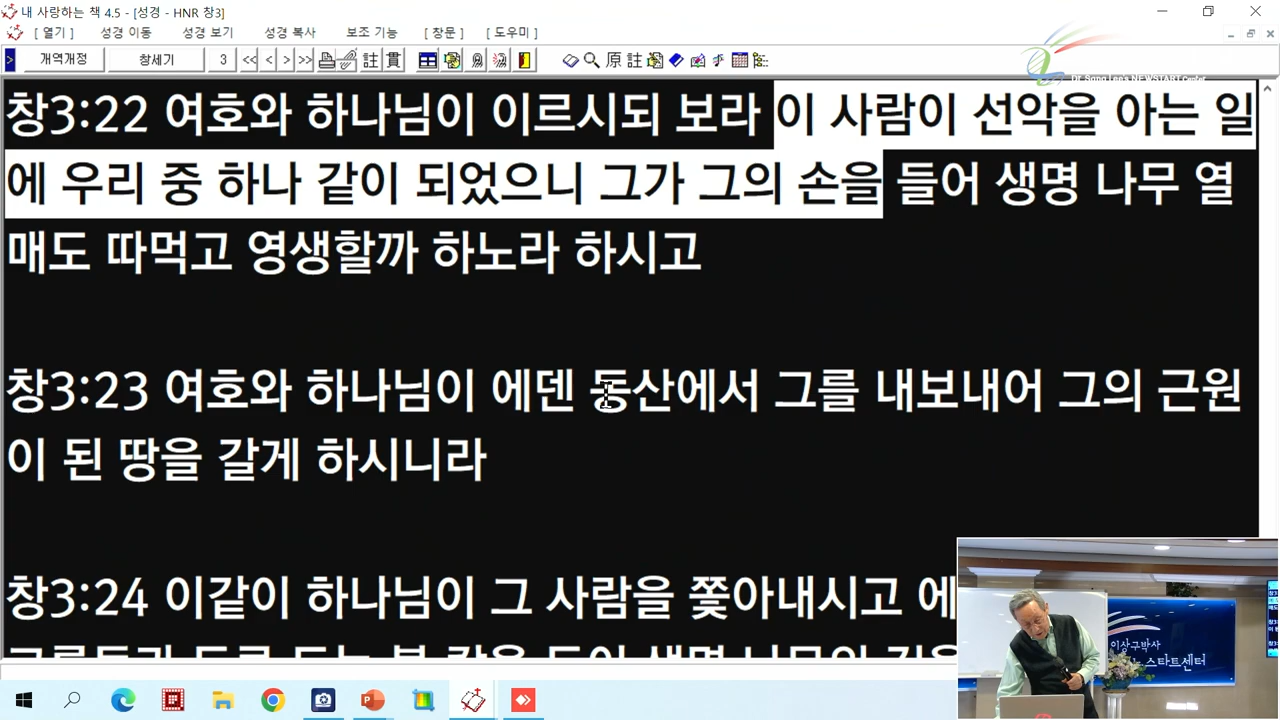 내 사랑하는 책 4.5 - [성경 - HNR 창3]
[ 열기 ] 성경 이동 성경 보기 성경 복사 보조 기능 [ 창문 ] [ 도우미 ]
> 개역개정 창세기 3 << < > >> 註 貫 原 註
Dr. Sang Lee's NEWSTART Center
창3:22 여호와 하나님이 이르시되 보라 이 사람이 선악을 아는 일
에 우리 중 하나 같이 되었으니 그가 그의 손을 들어 생명 나무 열
매도 따먹고 영생할까 하노라 하시고
창3:23 여호와 하나님이 에덴 동산에서 그를 내보내어 그의 근원
이 된 땅을 갈게 하시니라
창3:24 이같이 하나님이 그 사람을 쫓아내시고 에
이상구박사
스타트센터